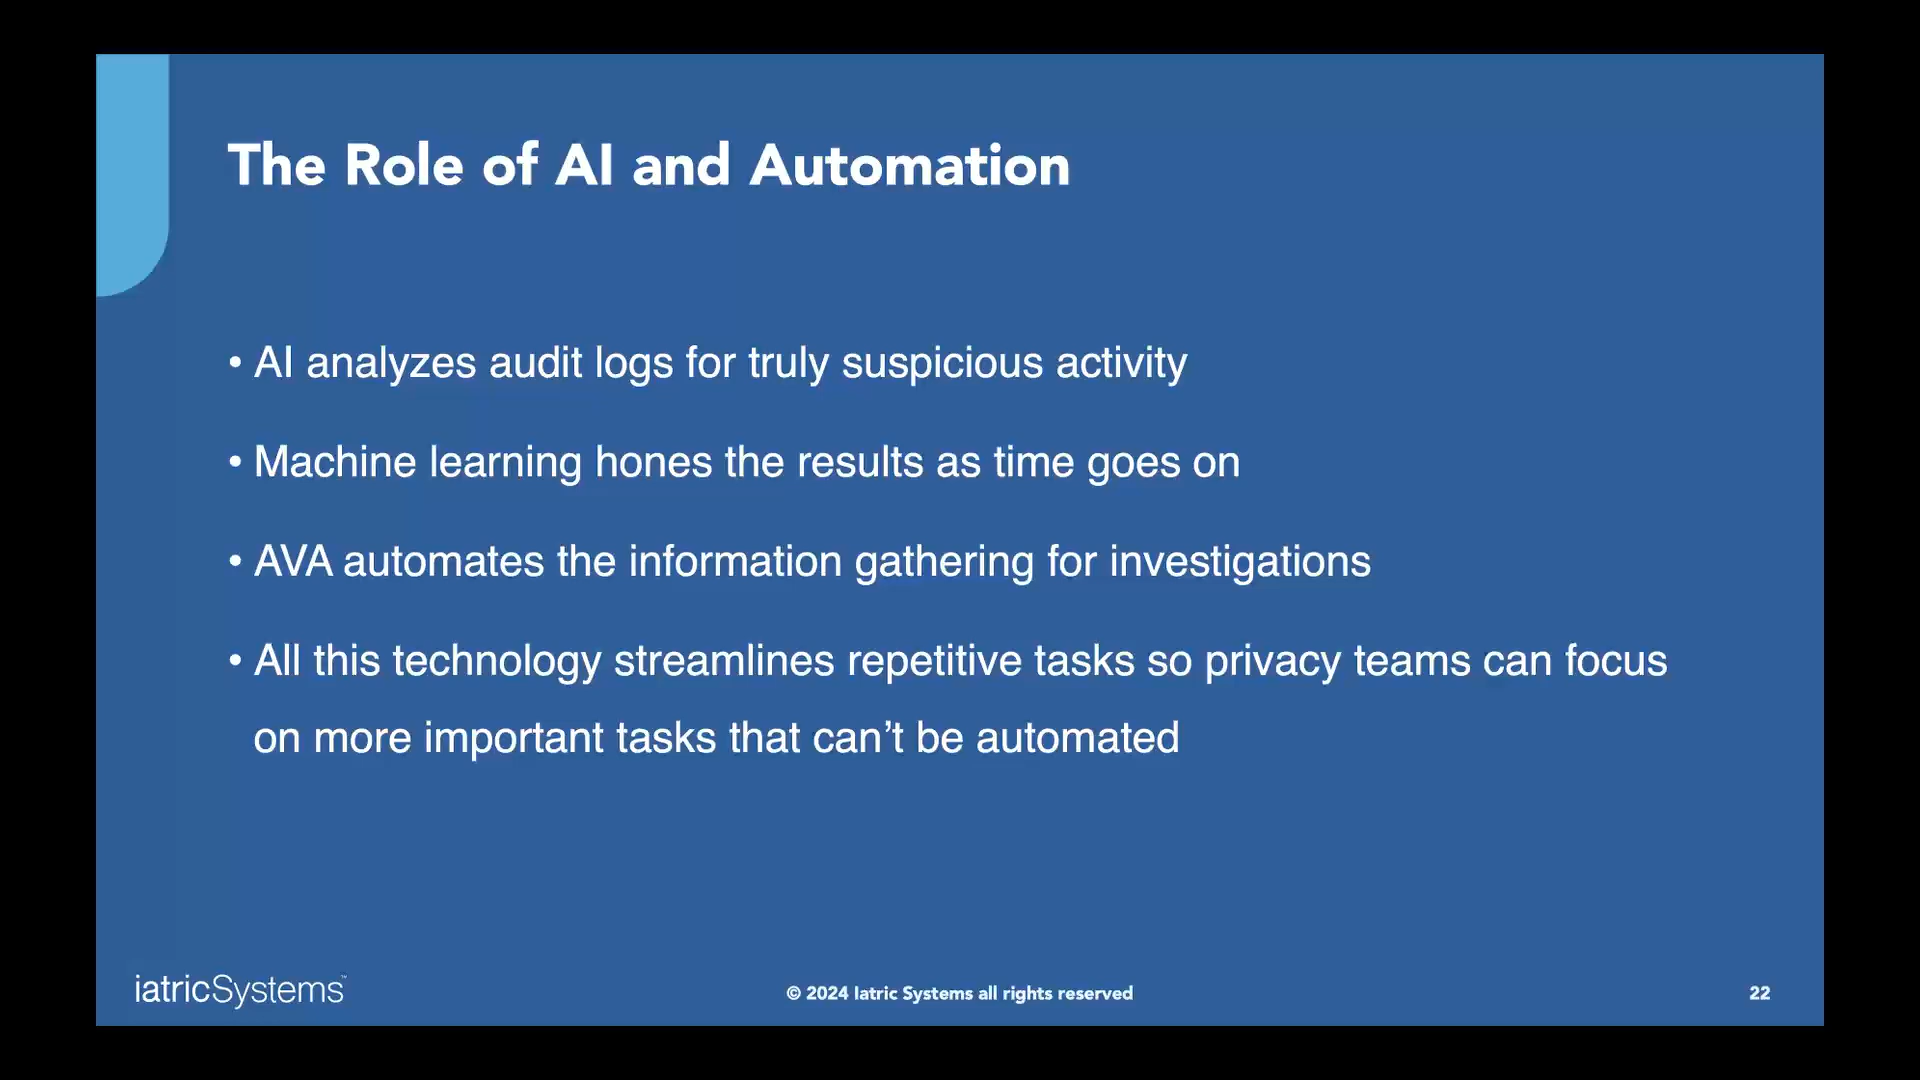 The Role of AI and Automation
• AI analyzes audit logs for truly suspicious activity
• Machine learning hones the results as time goes on
• AVA automates the information gathering for investigations
• All this technology streamlines repetitive tasks so privacy teams can focus
on more important tasks that can’t be automated
iatricSystems™
© 2024 Iatric Systems all rights reserved
22